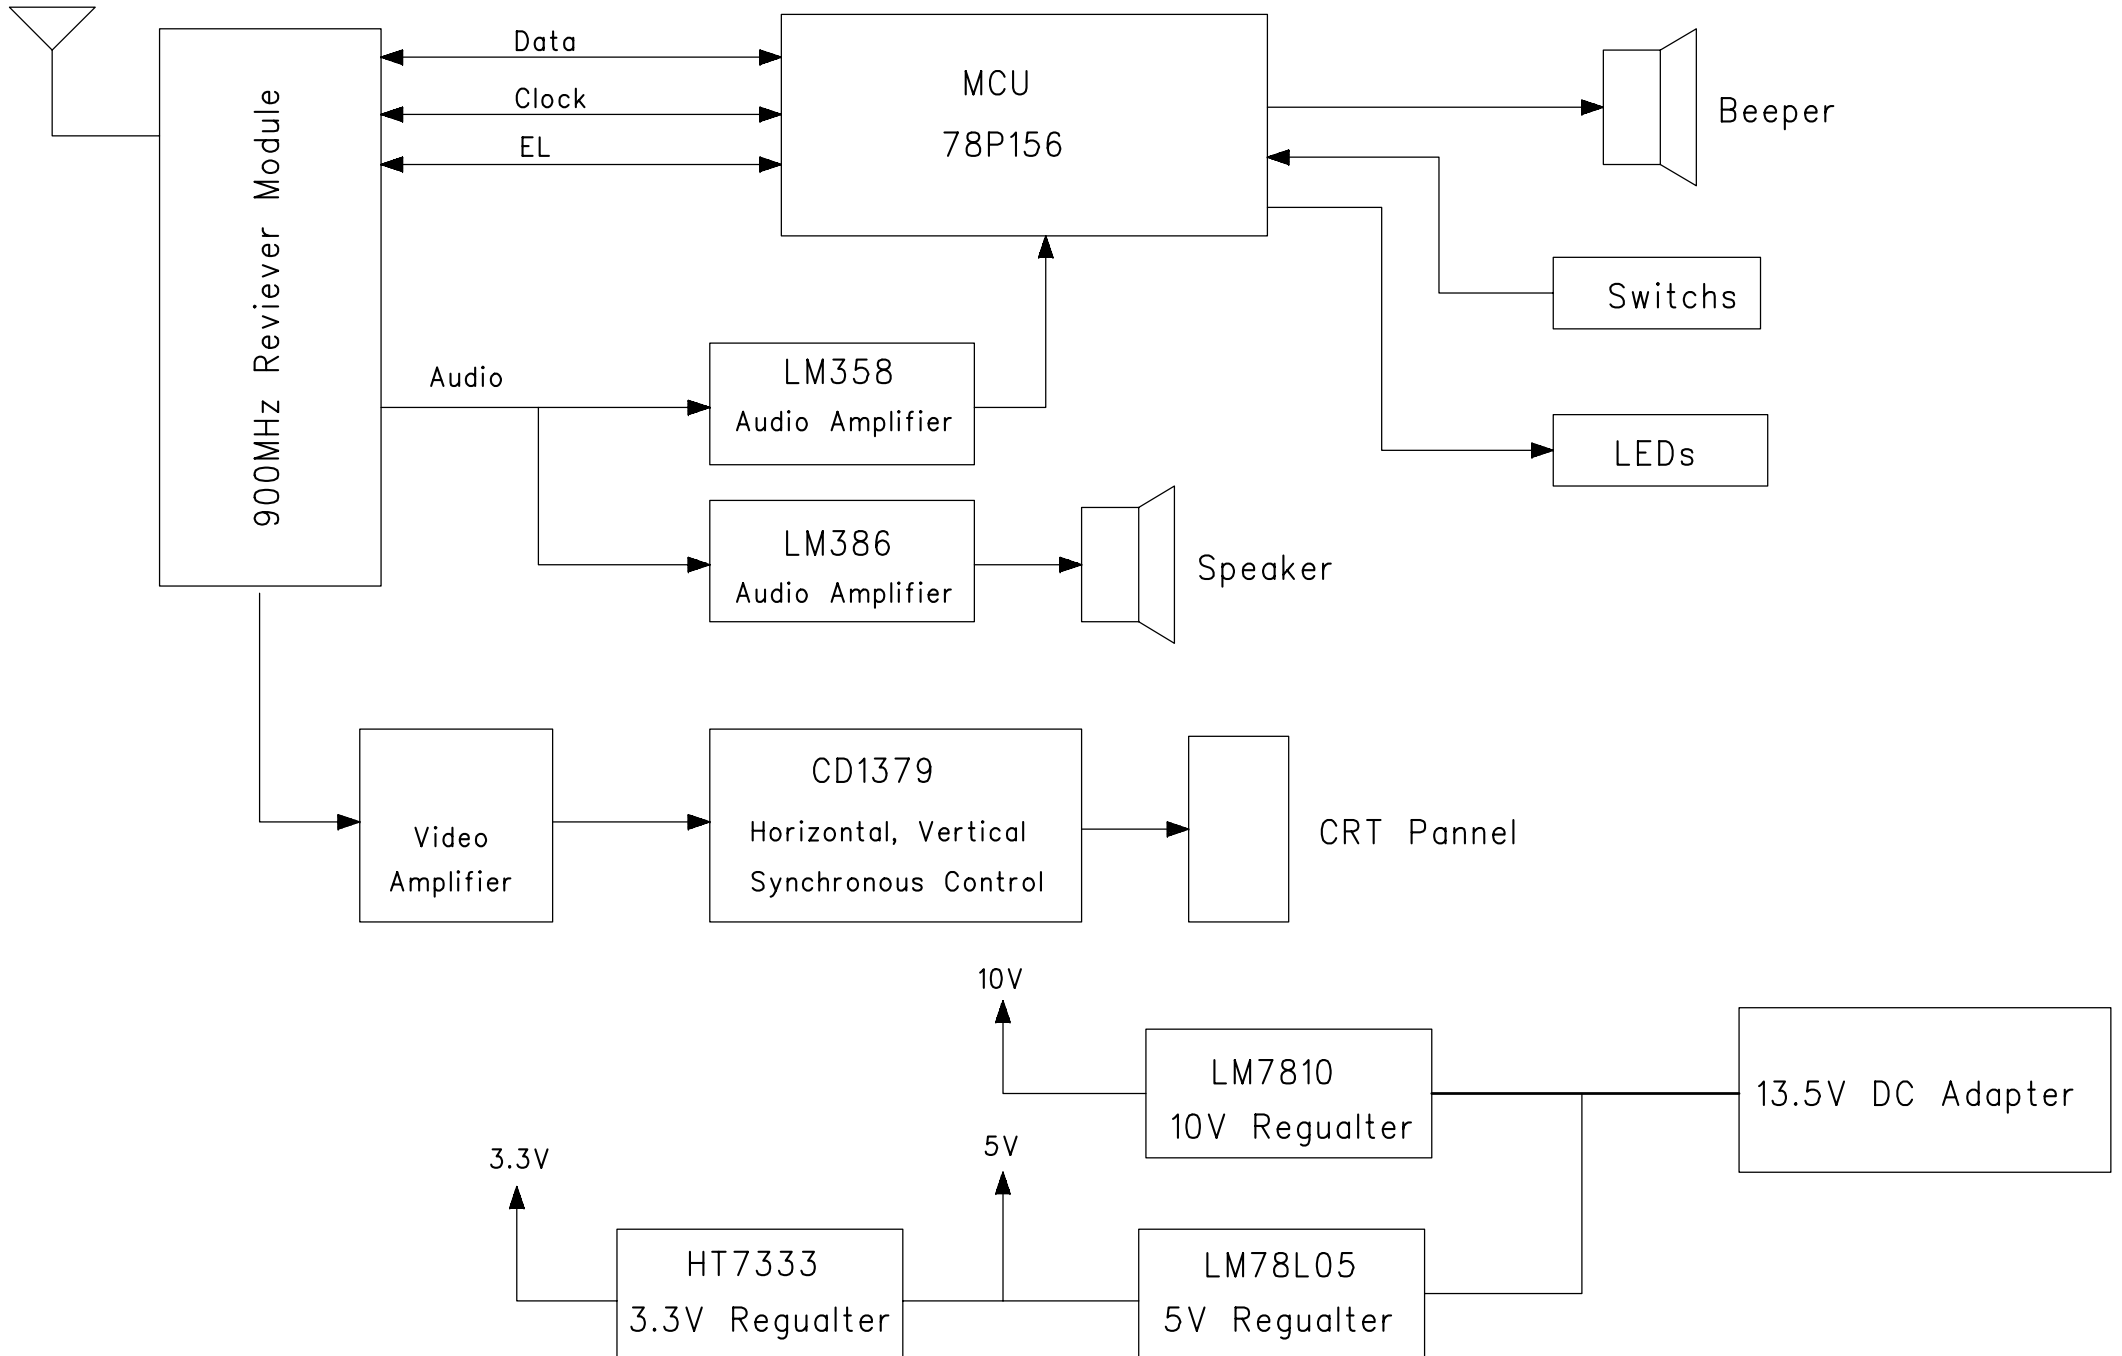 Data
Clock
EL
900MHz Reviever Module
MCU
78P156
Beeper
Switchs
LEDs
Audio
LM358
Audio Amplifier
LM386
Audio Amplifier
Speaker
Video
Amplifier
CD1379
Horizontal, Vertical
Synchronous Control
CRT Pannel
10V
LM7810
10V Regualter
13.5V DC Adapter
3.3V
5V
HT7333
3.3V Regualter
LM78L05
5V Regualter